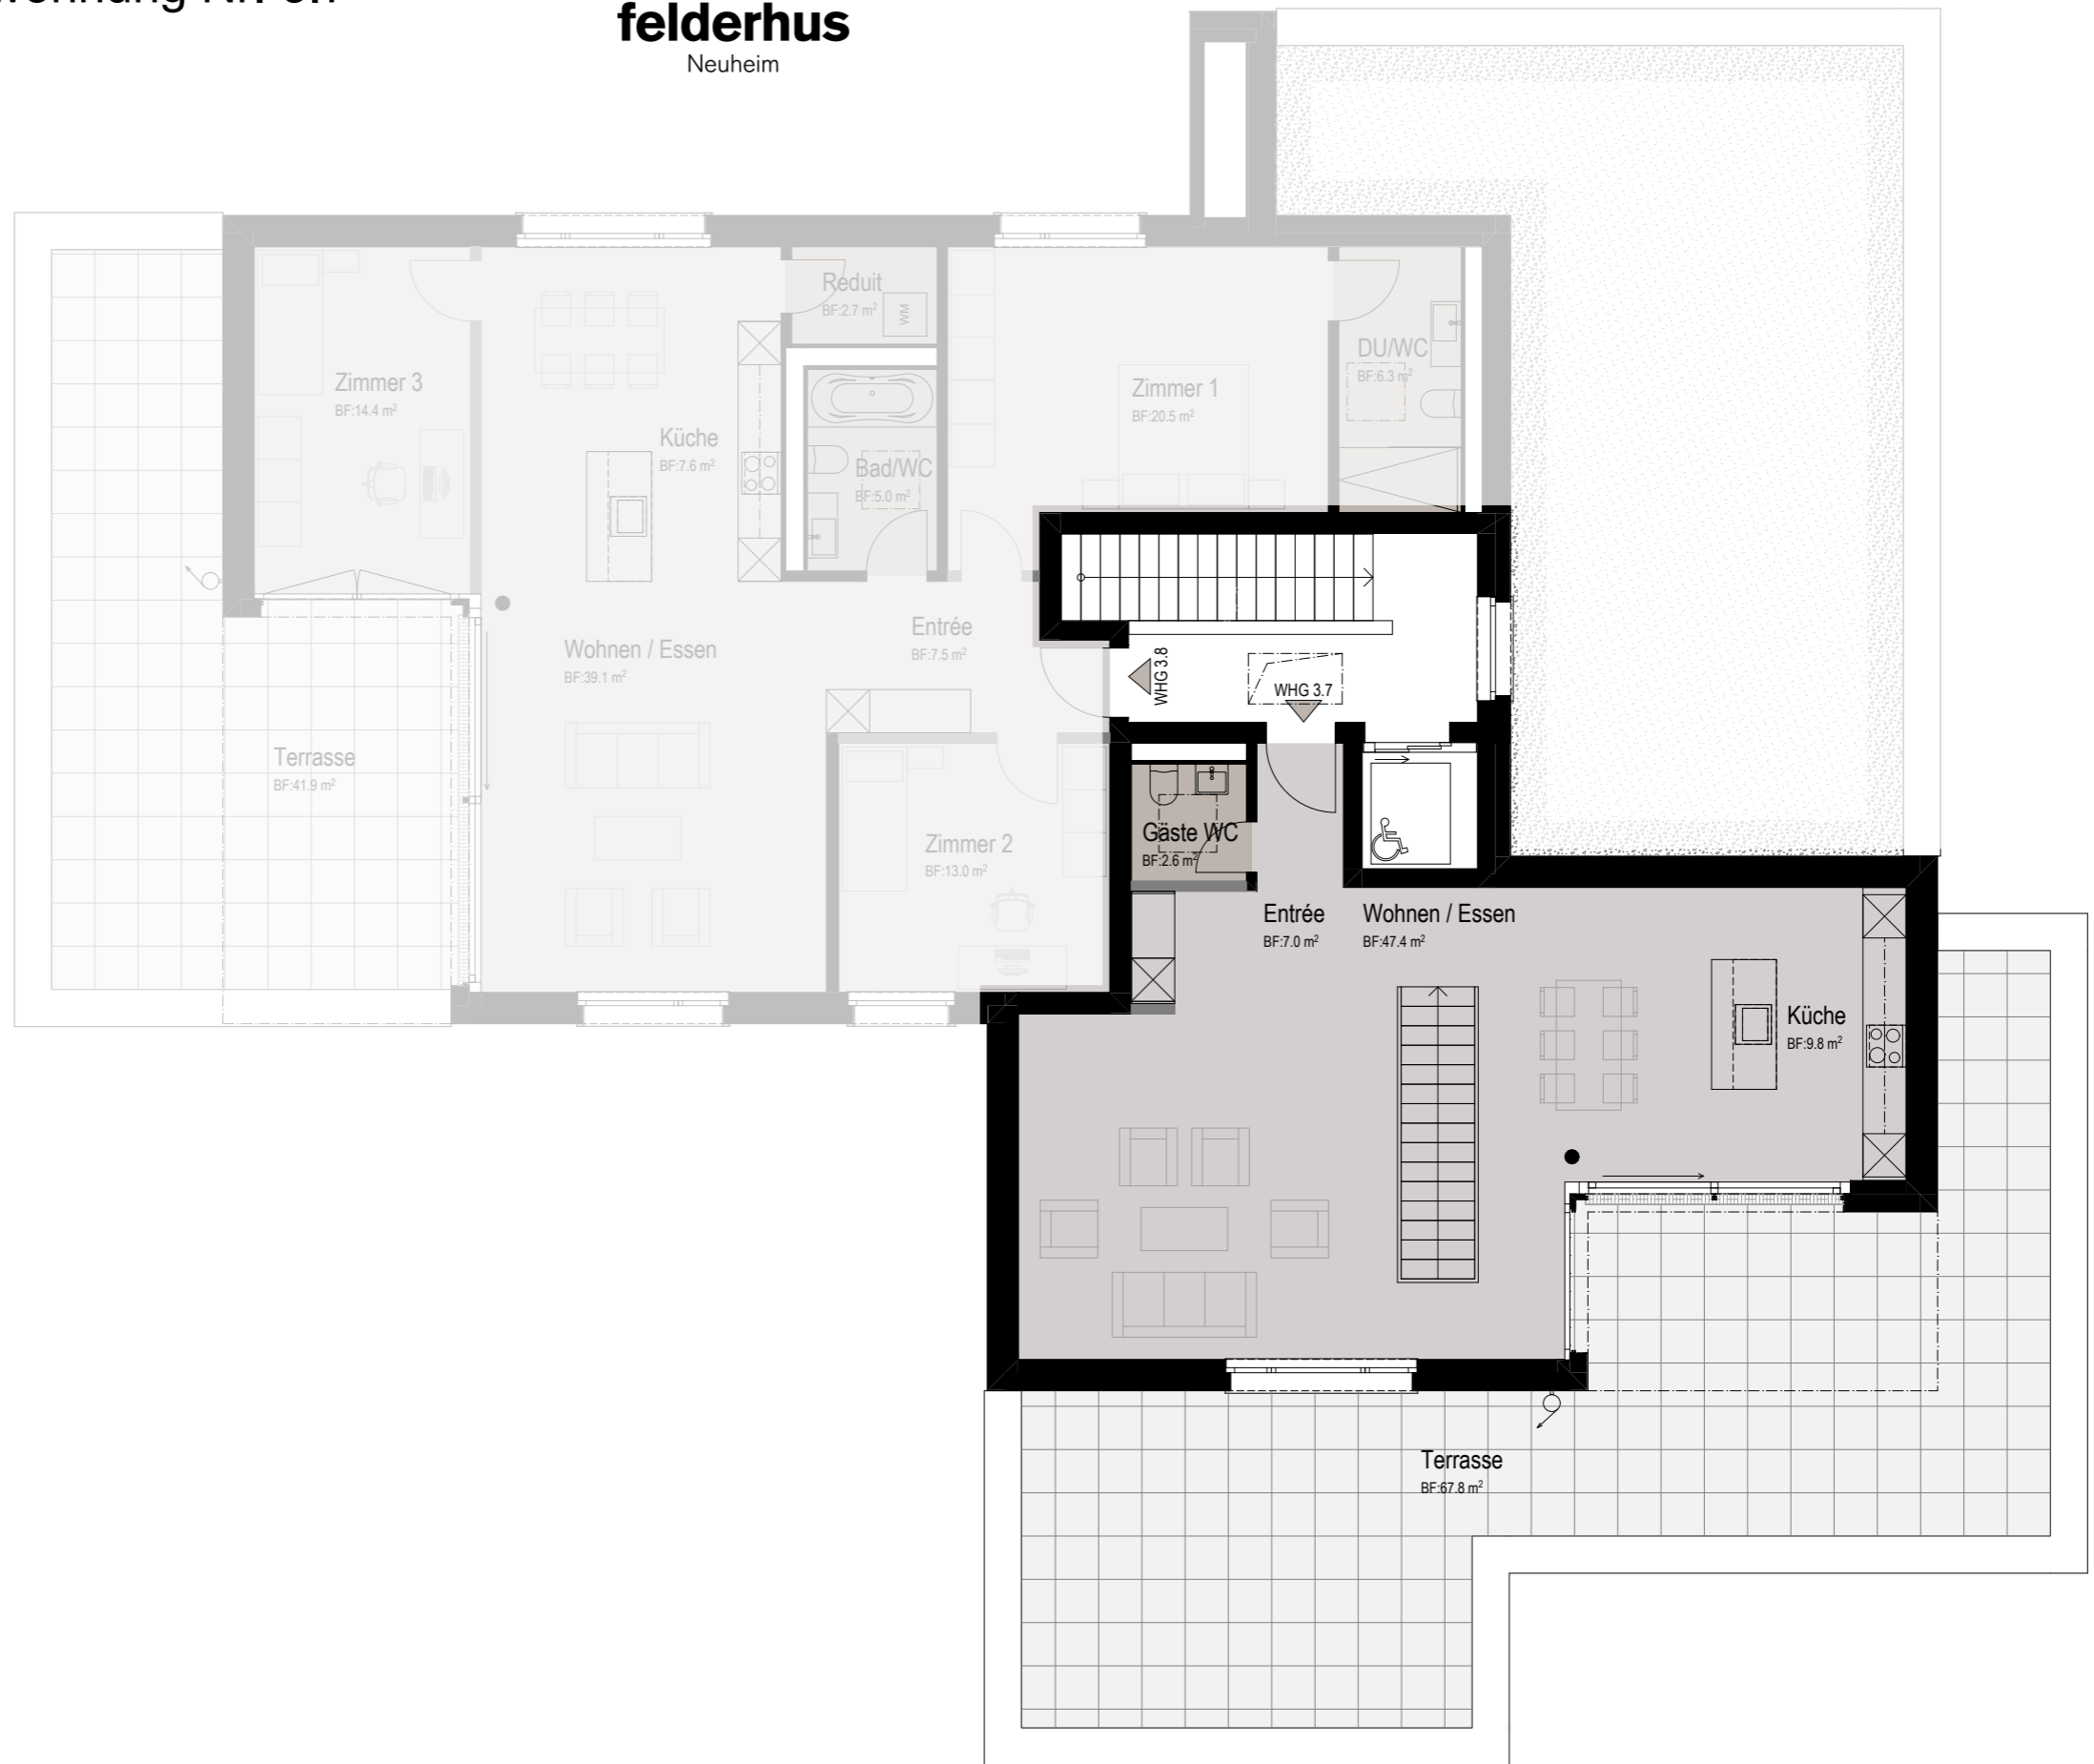 felderhus
Neuheim
Reduit
BF:2.7 m²
WM
DU/WC
BF:6.3 m²
Zimmer 3
BF:14.4 m²
Zimmer 1
BF:20.5 m²
Küche
BF:7.6 m²
Bad/WC
BF:5.0 m²
Entrée
BF:7.5 m²
Wohnen / Essen
BF:39.1 m²
WHG 3.8
WHG 3.7
Terrasse
BF:41.9 m²
Zimmer 2
BF:13.0 m²
Gäste WC
BF:2.6 m²
Entrée
BF:7.0 m²
Wohnen / Essen
BF:47.4 m²
Küche
BF:9.8 m²
Terrasse
BF:67.8 m²